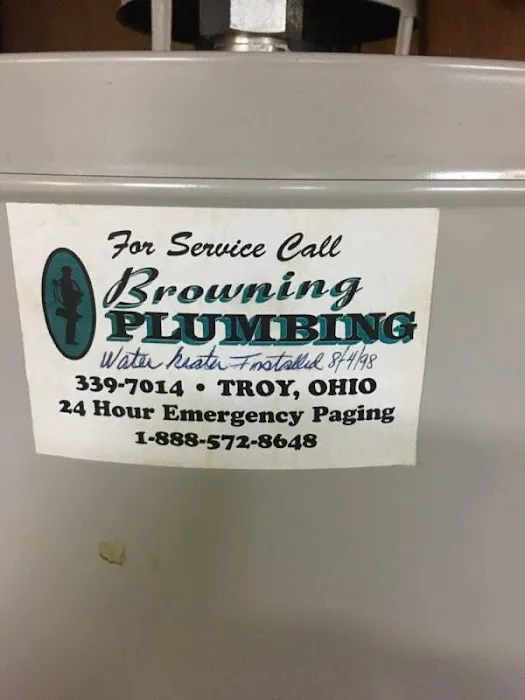 For Service Call
Browning
PLUMBING
Water heater Installed 8/4/98
339-7014 • TROY, OHIO
24 Hour Emergency Paging
1-888-572-8648